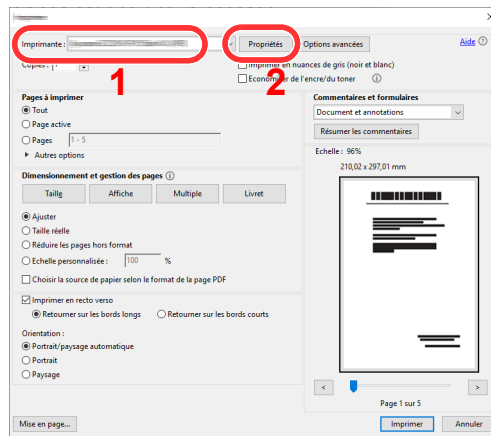 Imprimante :
Propriétés
Options avancées
Aide
Copies : 1
Imprimer en nuances de gris (noir et blanc)
1
2
Economiser de l'encre/du toner
Pages à imprimer
Tout
Page active
Pages 1 - 5
Autres options
Dimensionnement et gestion des pages
Taille
Affiche
Multiple
Livret
Ajuster
Taille réelle
Réduire les pages hors format
Echelle personnalisée : 100 %
Choisir la source de papier selon le format de la page PDF
Imprimer en recto verso
Retourner sur les bords longs
Retourner sur les bords courts
Orientation :
Portrait/paysage automatique
Portrait
Paysage
Commentaires et formulaires
Document et annotations
Résumer les commentaires
Echelle : 96%
210,02 x 297,01 mm
<
>
Page 1 sur 5
Mise en page...
Imprimer
Annuler